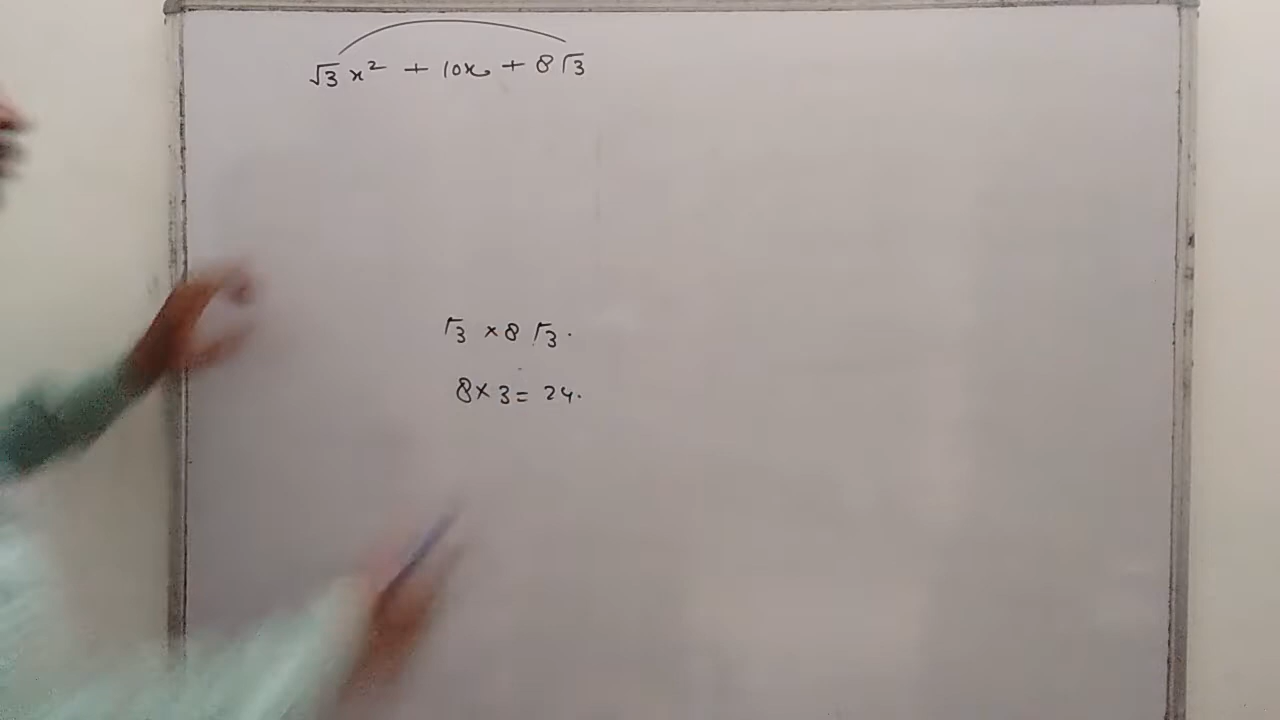 √3 x² + 10x + 8√3
√3 × 8 √3.
8 × 3 = 24.